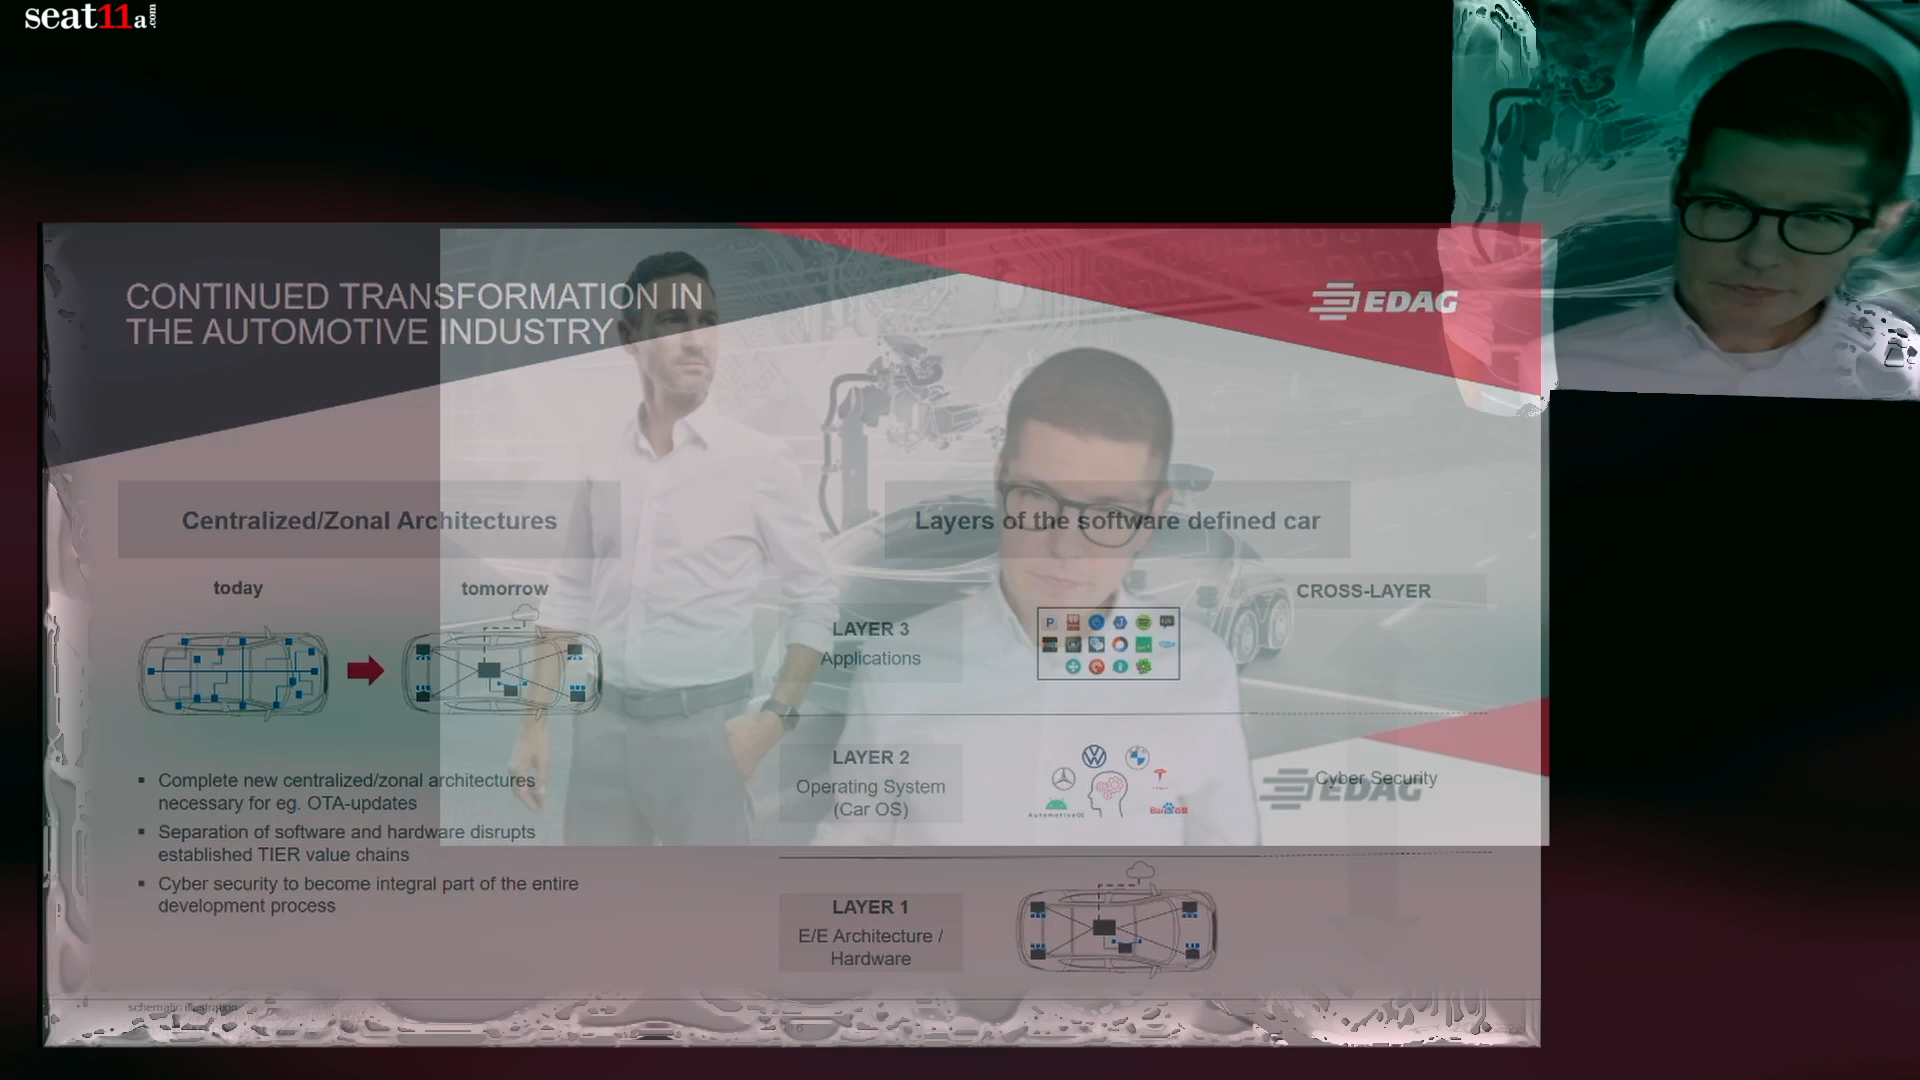 seat11a.com
CONTINUED TRANSFORMATION IN
THE AUTOMOTIVE INDUSTRY
EDAG
Centralized/Zonal Architectures
Layers of the software defined car
today
tomorrow
CROSS-LAYER
LAYER 3
Applications
LAYER 2
Operating System
(Car OS)
Cyber Security
EDAG
▪ Complete new centralized/zonal architectures
necessary for eg. OTA-updates
▪ Separation of software and hardware disrupts
established TIER value chains
▪ Cyber security to become integral part of the entire
development process
LAYER 1
E/E Architecture /
Hardware
schematic illustration